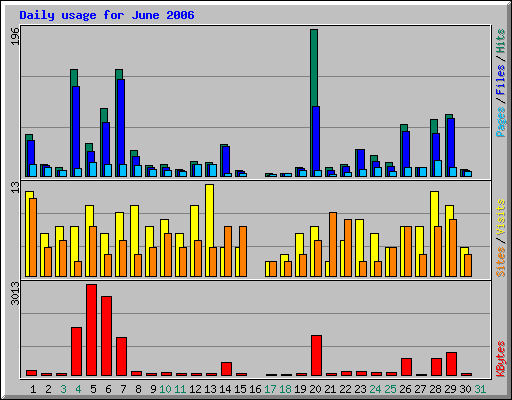 Daily usage for June 2006
196
Pages / Files / Hits
13
Sites / Visits
3013
KBytes
1 2 3 4 5 6 7 8 9 10 11 12 13 14 15 16 17 18 19 20 21 22 23 24 25 26 27 28 29 30 31